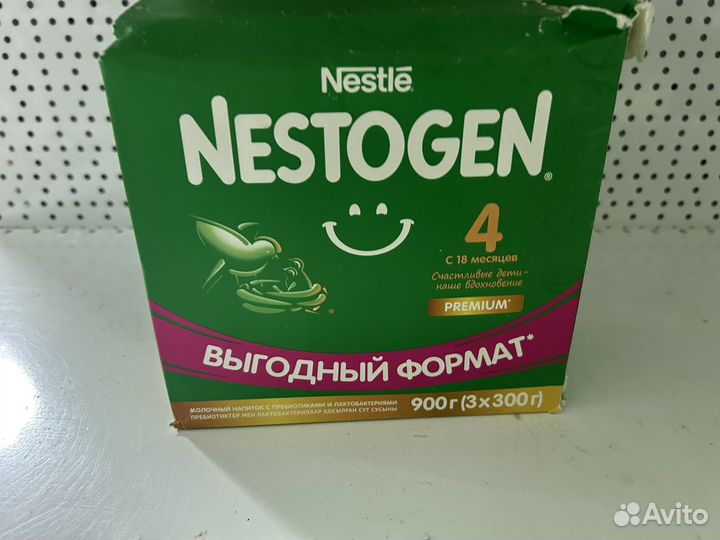 Nestlé
NESTOGEN®
4
С 18 месяцев
Счастливые дети –
наше вдохновение
PREMIUM*
ВЫГОДНЫЙ ФОРМАТ*
МОЛОЧНЫЙ НАПИТОК С ПРЕБИОТИКАМИ И ЛАКТОБАКТЕРИЯМИ
ПРЕБИОТИКТЕР МЕН ЛАКТОБАКТЕРИЯЛАР ҚОСЫЛҒАН СҮТ СУСЫНЫ
900 г (3 x 300 г)
Avito